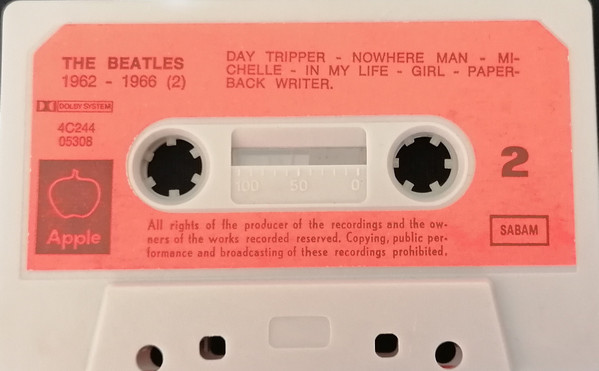 THE BEATLES
1962 - 1966 (2)
DAY TRIPPER - NOWHERE MAN - MI-
CHELLE - IN MY LIFE - GIRL - PAPER-
BACK WRITER.
DOLBY SYSTEM
4C244
05308
100 50 0
2
Apple
All rights of the producer of the recordings and the ow-
ners of the works recorded reserved. Copying, public per-
formance and broadcasting of these recordings prohibited.
SABAM